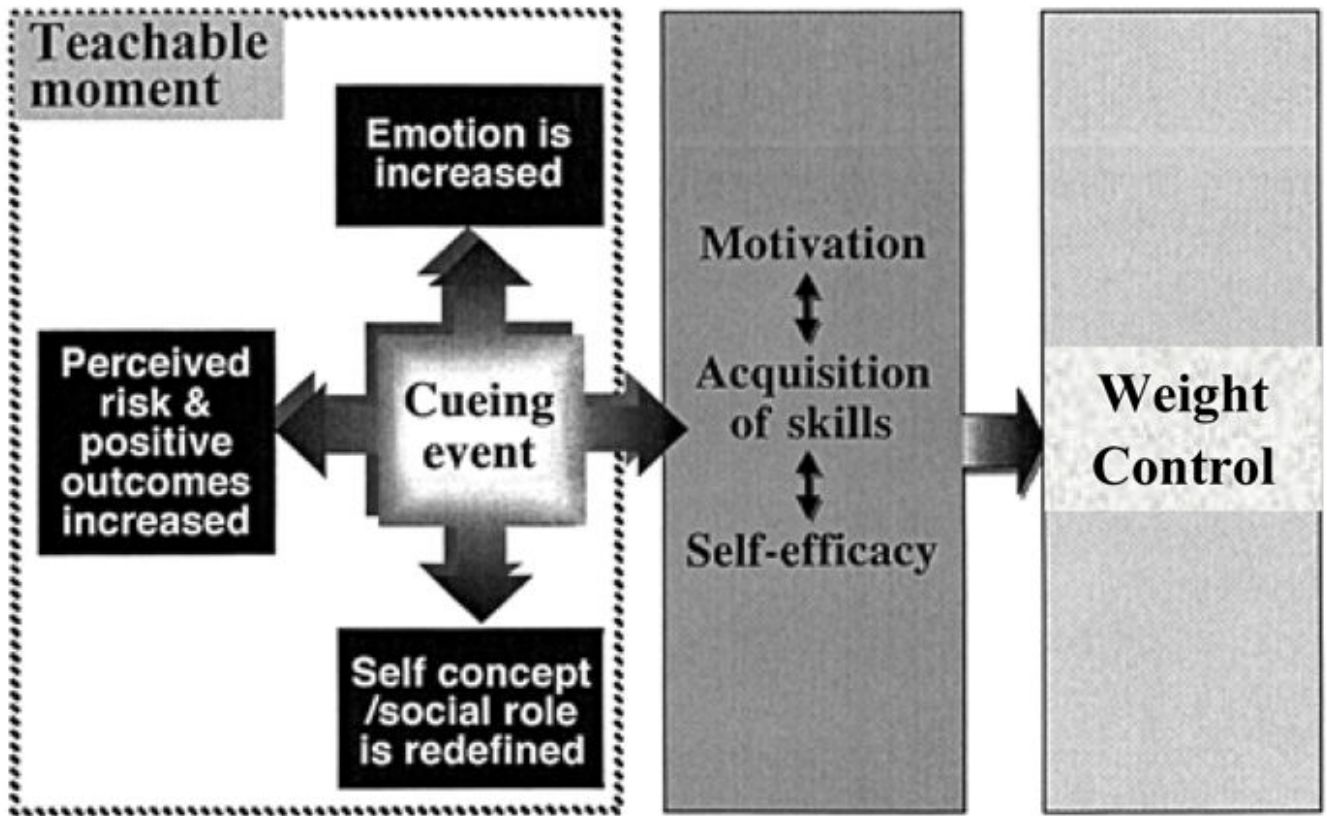 Teachable
moment
Emotion is
increased
Perceived
risk &
positive
outcomes
increased
Cueing
event
Self concept
/social role
is redefined
Motivation
Acquisition
of skills
Self-efficacy
Weight
Control